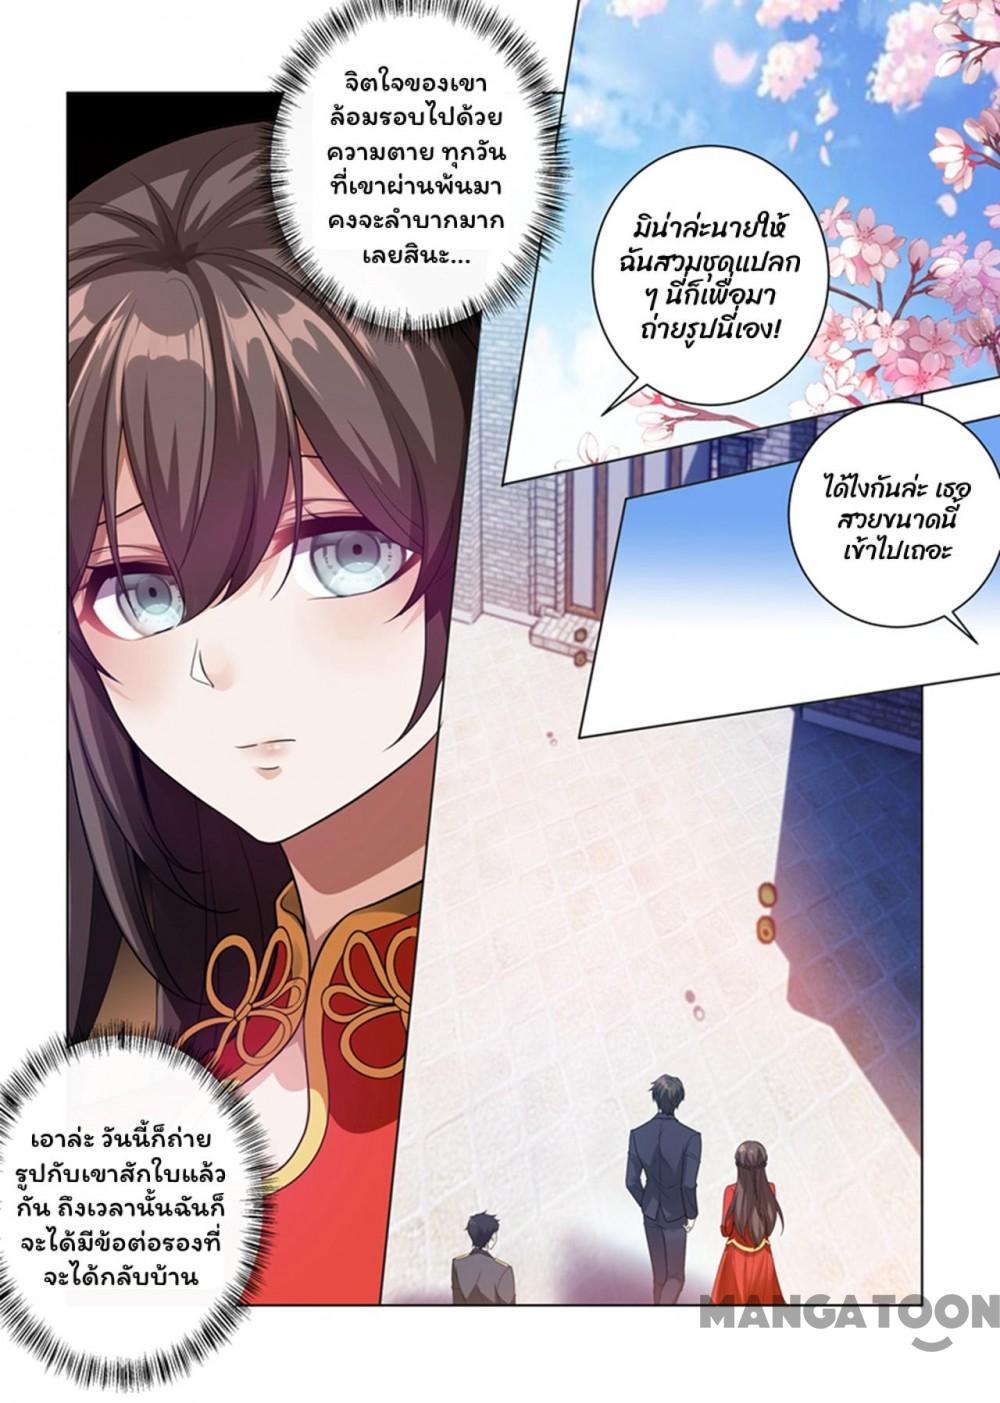 จิตใจของเขา
ล้อมรอบไปด้วย
ความตาย ทุกวัน
ที่เขาผ่านพ้นมา
คงจะลำบากมาก
เลยสินะ...
มิน่าล่ะนายให้
ฉันสวมชุดแปลก
ๆ นี่ก็เพื่อมา
ถ่ายรูปนี่เอง!
ได้ไงกันล่ะ เธอ
สวยขนาดนี้
เข้าไปเถอะ
เอาล่ะ วันนี้ก็ถ่าย
รูปกับเขาสักใบแล้ว
กัน ถึงเวลานั้นฉันก็
จะได้มีข้อต่อรองที่
จะได้กลับบ้าน
MANGATOON